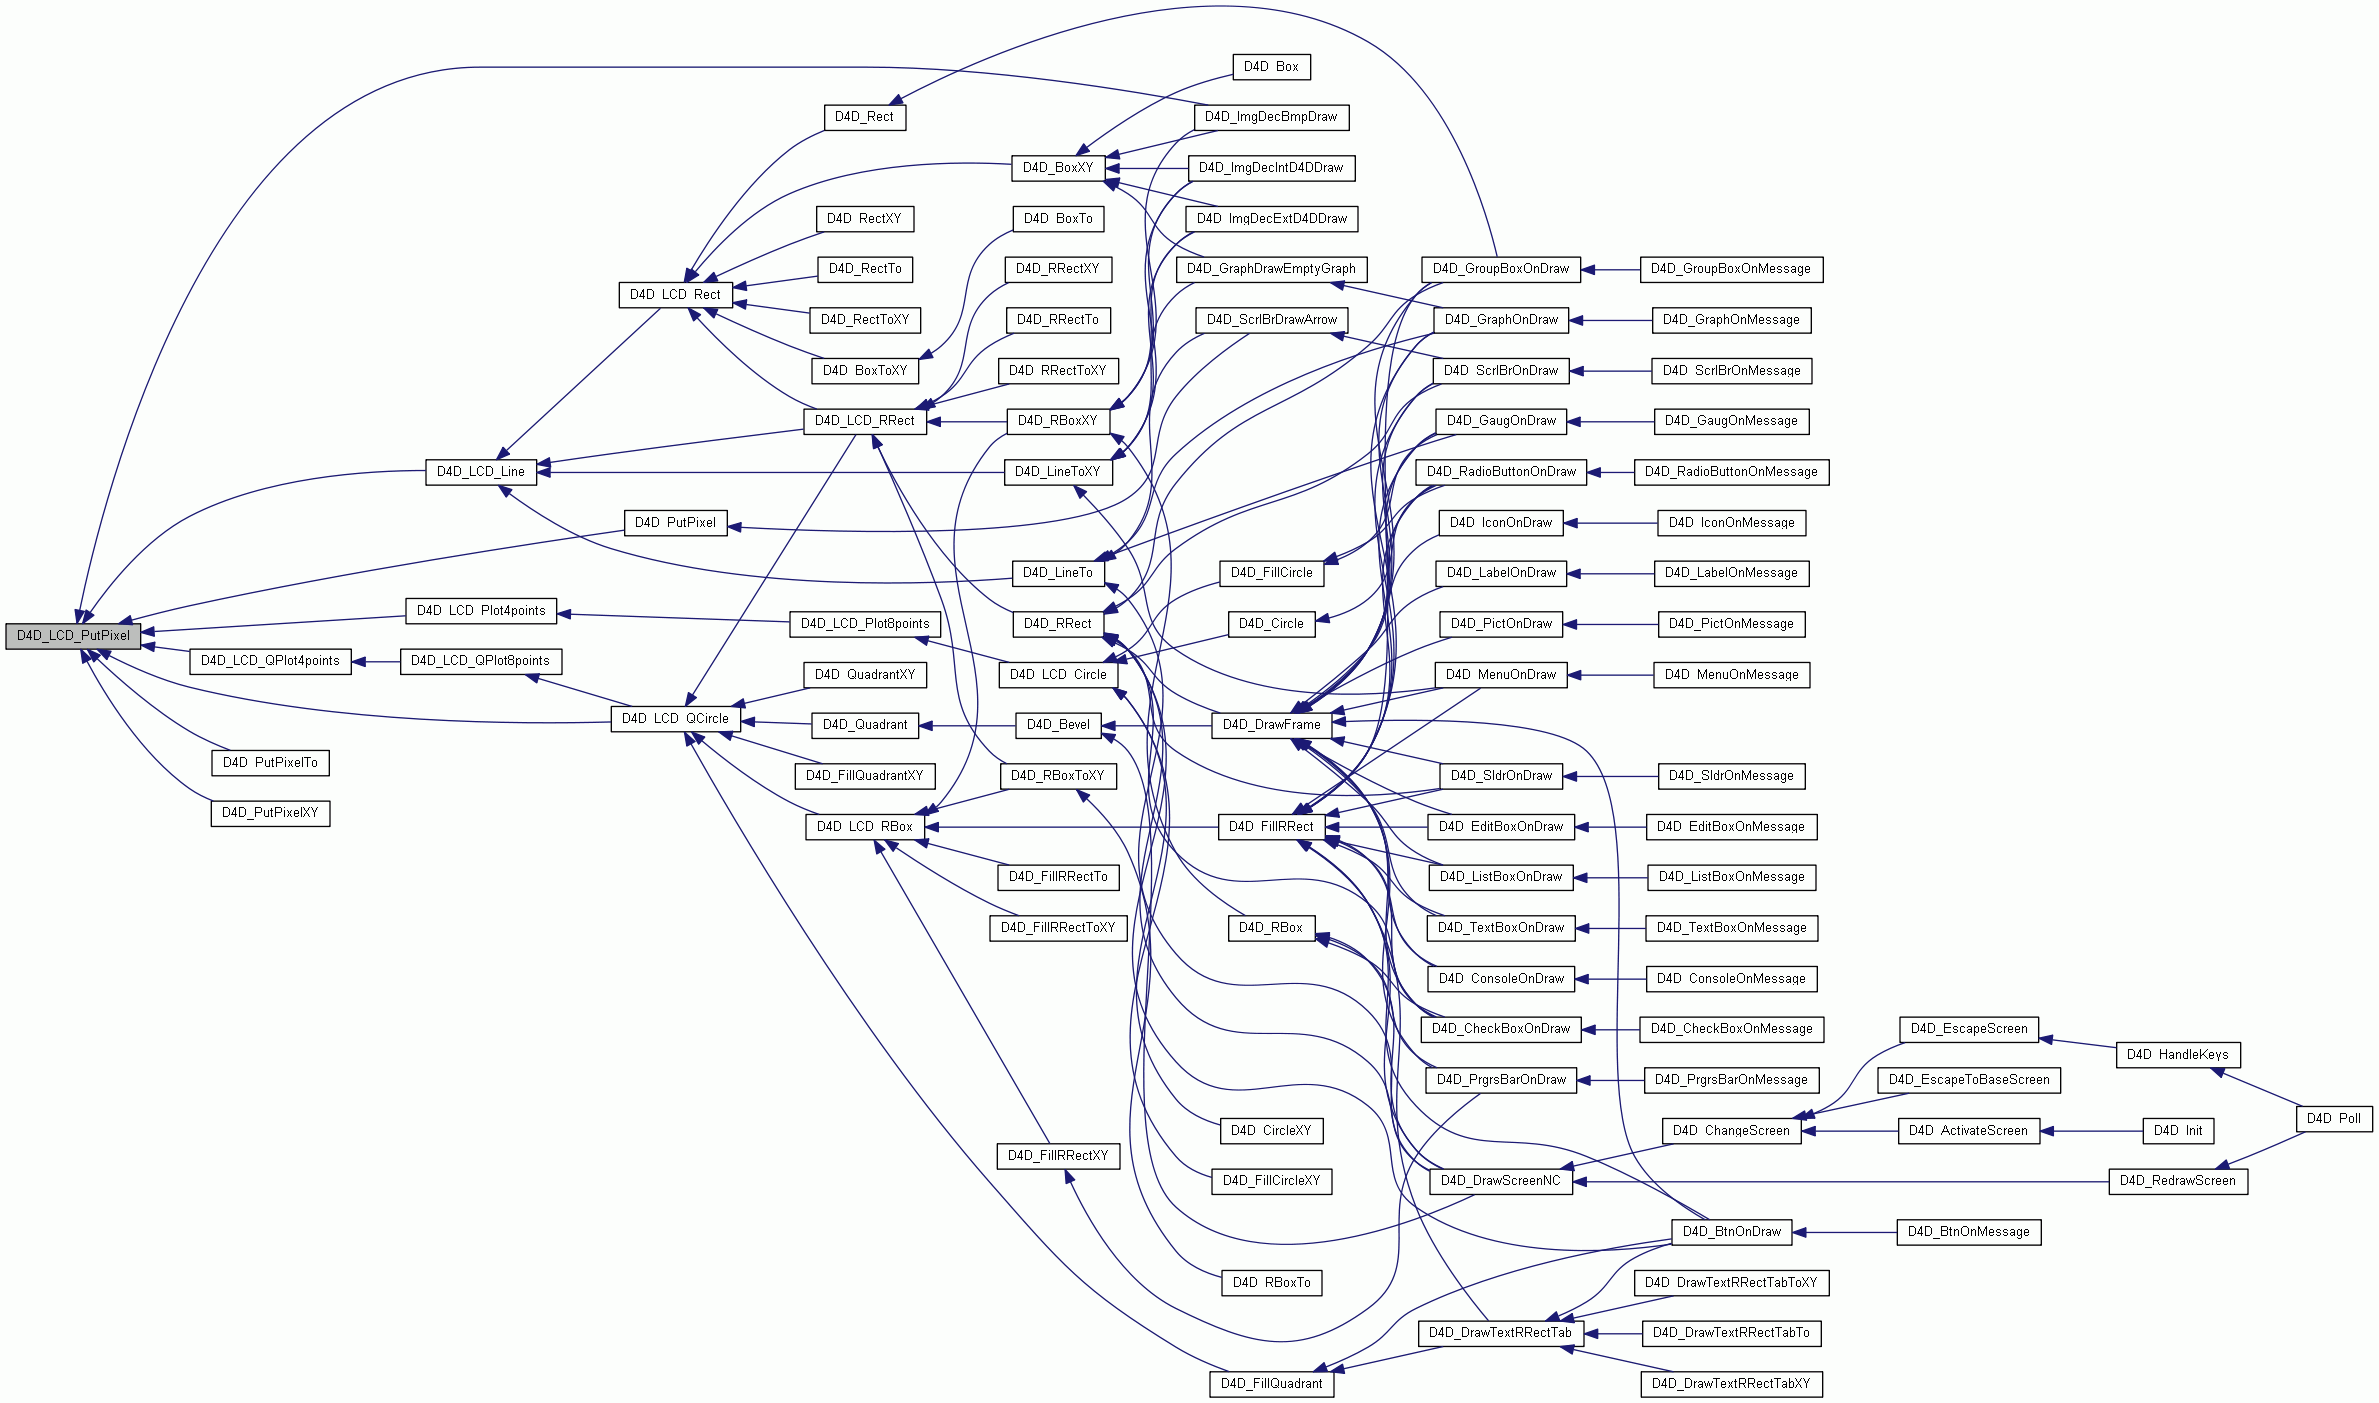 D4D_LCD_PutPixel
D4D_LCD_QPlot4points
D4D_PutPixelTo
D4D_PutPixelXY
D4D_LCD_Line
D4D_LCD_Plot4points
D4D_LCD_QPlot8points
D4D_LCD_Rect
D4D_PutPixel
D4D_LCD_QCircle
D4D_Rect
D4D_RectXY
D4D_RectTo
D4D_RectToXY
D4D_BoxToXY
D4D_LCD_RRect
D4D_LCD_Plot8points
D4D_QuadrantXY
D4D_Quadrant
D4D_FillQuadrantXY
D4D_LCD_RBox
D4D_BoxXY
D4D_BoxTo
D4D_RRectXY
D4D_RRectTo
D4D_RRectToXY
D4D_RBoxXY
D4D_LineToXY
D4D_LineTo
D4D_RRect
D4D_LCD_Circle
D4D_Bevel
D4D_RBoxToXY
D4D_FillRRectTo
D4D_FillRRectToXY
D4D_FillRRectXY
D4D_Box
D4D_ImgDecBmpDraw
D4D_ImgDecIntD4DDraw
D4D_ImgDecExtD4DDraw
D4D_GraphDrawEmptyGraph
D4D_ScrlBrDrawArrow
D4D_FillCircle
D4D_Circle
D4D_DrawFrame
D4D_FillRRect
D4D_RBox
D4D_CircleXY
D4D_FillCircleXY
D4D_RBoxTo
D4D_FillQuadrant
D4D_GroupBoxOnDraw
D4D_GraphOnDraw
D4D_ScrlBrOnDraw
D4D_GaugOnDraw
D4D_RadioButtonOnDraw
D4D_IconOnDraw
D4D_LabelOnDraw
D4D_PictOnDraw
D4D_MenuOnDraw
D4D_SldrOnDraw
D4D_EditBoxOnDraw
D4D_ListBoxOnDraw
D4D_TextBoxOnDraw
D4D_ConsoleOnDraw
D4D_CheckBoxOnDraw
D4D_PrgrsBarOnDraw
D4D_DrawScreenNC
D4D_DrawTextRRectTab
D4D_GroupBoxOnMessage
D4D_GraphOnMessage
D4D_ScrlBrOnMessage
D4D_GaugOnMessage
D4D_RadioButtonOnMessage
D4D_IconOnMessage
D4D_LabelOnMessage
D4D_PictOnMessage
D4D_MenuOnMessage
D4D_SldrOnMessage
D4D_EditBoxOnMessage
D4D_ListBoxOnMessage
D4D_TextBoxOnMessage
D4D_ConsoleOnMessage
D4D_CheckBoxOnMessage
D4D_PrgrsBarOnMessage
D4D_ChangeScreen
D4D_BtnOnDraw
D4D_DrawTextRRectTabToXY
D4D_DrawTextRRectTabTo
D4D_DrawTextRRectTabXY
D4D_EscapeScreen
D4D_EscapeToBaseScreen
D4D_ActivateScreen
D4D_BtnOnMessage
D4D_HandleKeys
D4D_Init
D4D_RedrawScreen
D4D_Poll